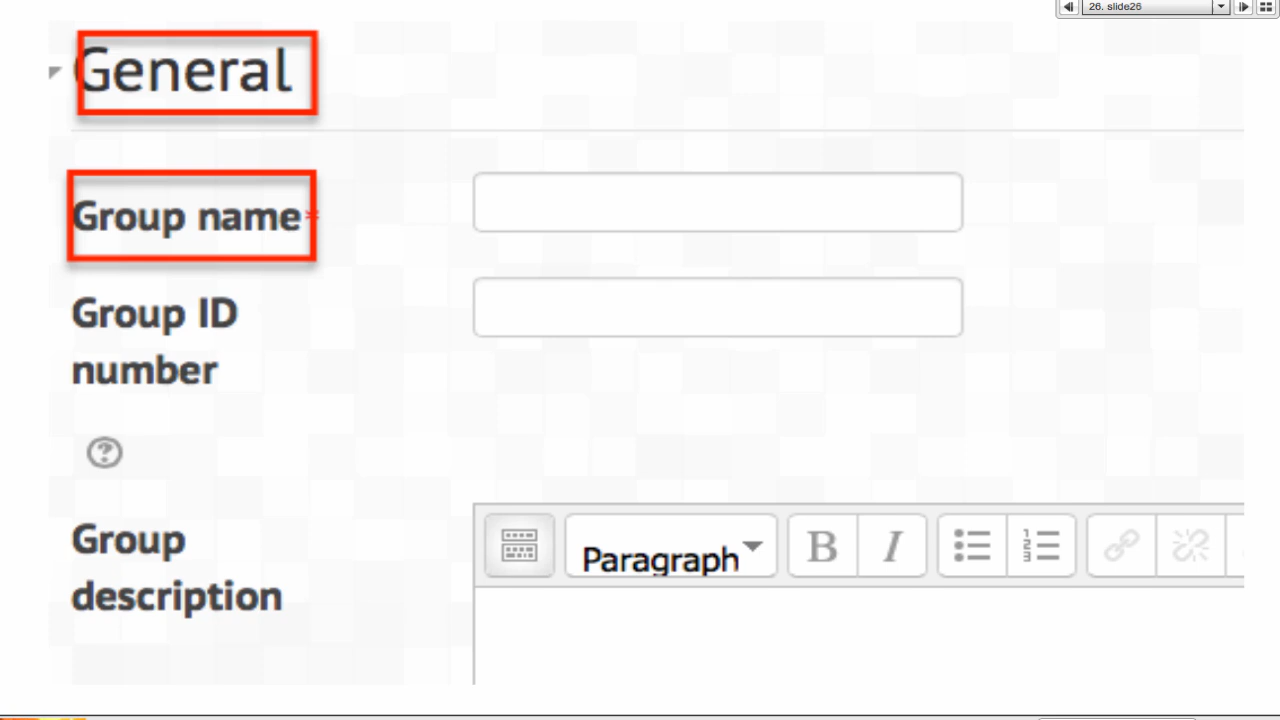 26. slide26
General
Group name*
Group ID
number
Group
description
Paragraph
B I